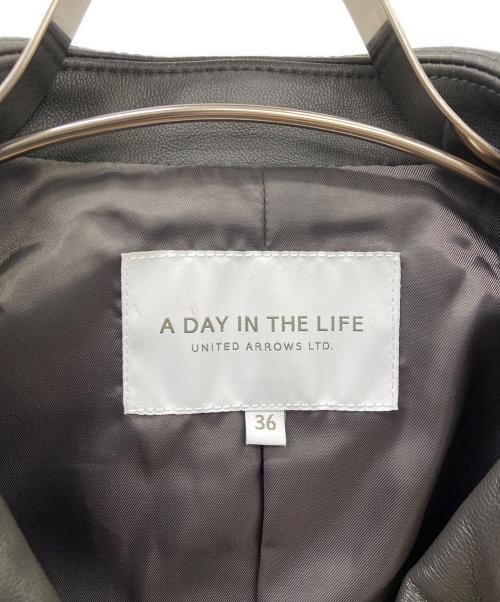 A DAY IN THE LIFE
UNITED ARROWS LTD.
36